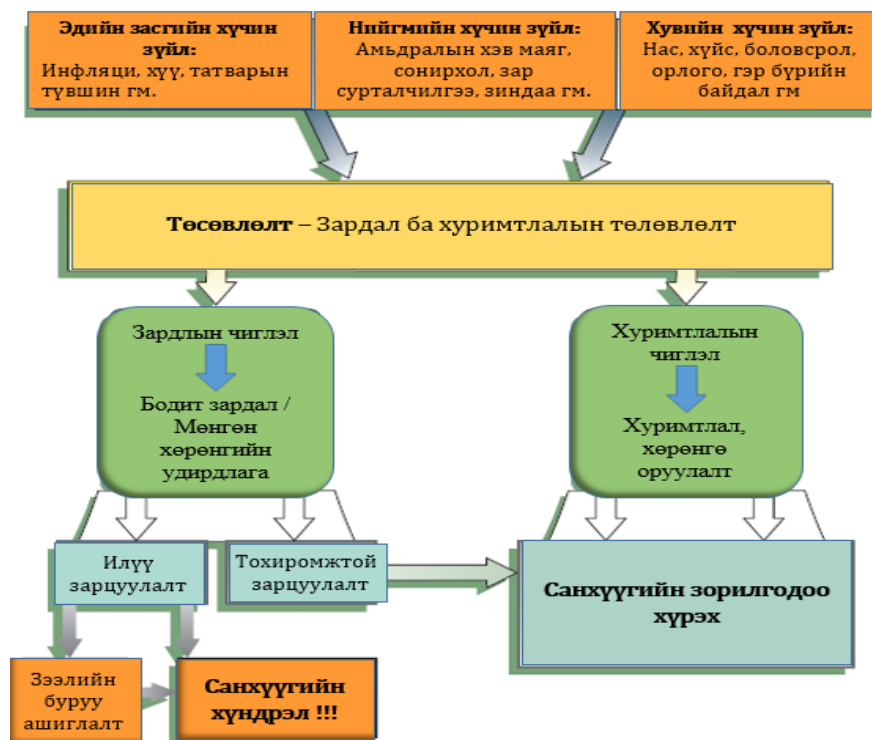 Эдийн засгийн хүчин
зүйл:
Инфляци, хүү, татварын
түвшин гм.
Нийгмийн хүчин зүйл:
Амьдралын хэв маяг,
сонирхол, зар
сурталчилгээ, зиндаа гм.
Хувийн хүчин зүйл:
Нас, хүйс, боловсрол,
орлого, гэр бүрийн
байдал гм
Төсөвлөлт – Зардал ба хуримтлалын төлөвлөлт
Зардлын чиглэл
Бодит зардал /
Мөнгөн
хөрөнгийн
удирдлага
Хуримтлалын
чиглэл
Хуримтлал,
хөрөнгө
оруулалт
Илүү
зарцуулалт
Тохиромжтой
зарцуулалт
Санхүүгийн зорилгодоо
хүрэх
Зээлийн
буруу
ашиглалт
Санхүүгийн
хүндрэл !!!